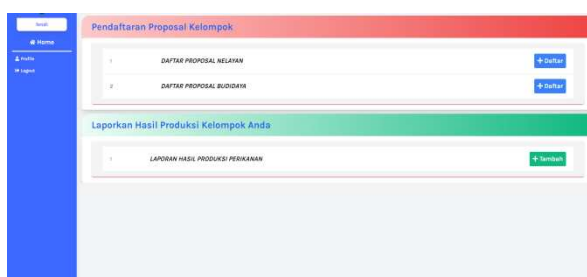 Home
Profile
Logout
Pendaftaran Proposal Kelompok
1 DAFTAR PROPOSAL NELAYAN + Daftar
2 DAFTAR PROPOSAL BUDIDAYA + Daftar
Laporkan Hasil Produksi Kelompok Anda
1 LAPORAN HASIL PRODUKSI PERIKANAN + Tambah